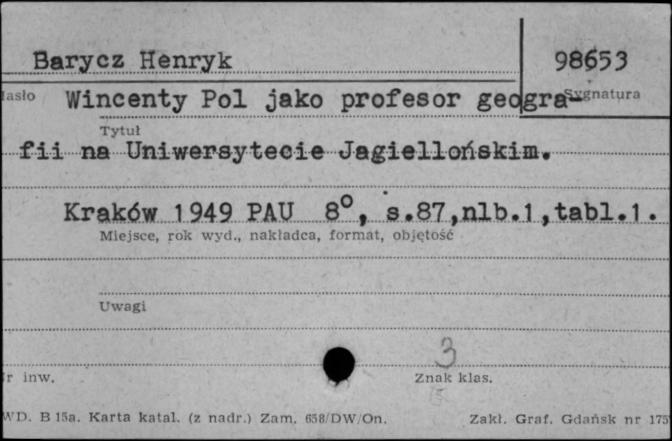 Barycz Henryk 98653
Hasło Wincenty Pol jako profesor geogra- Sygnatura
Tytuł
fii na Uniwersytecie Jagiellońskim.
Kraków 1949 PAU 8°, s.87,nlb.1,tabl.1.
Miejsce, rok wyd., nakładca, format, objętość
Uwagi
3
Nr inw. Znak klas.
WD. B 15a. Karta katal. (z nadr.) Zam. 658/DW/On. Zakł. Graf. Gdańsk nr 175